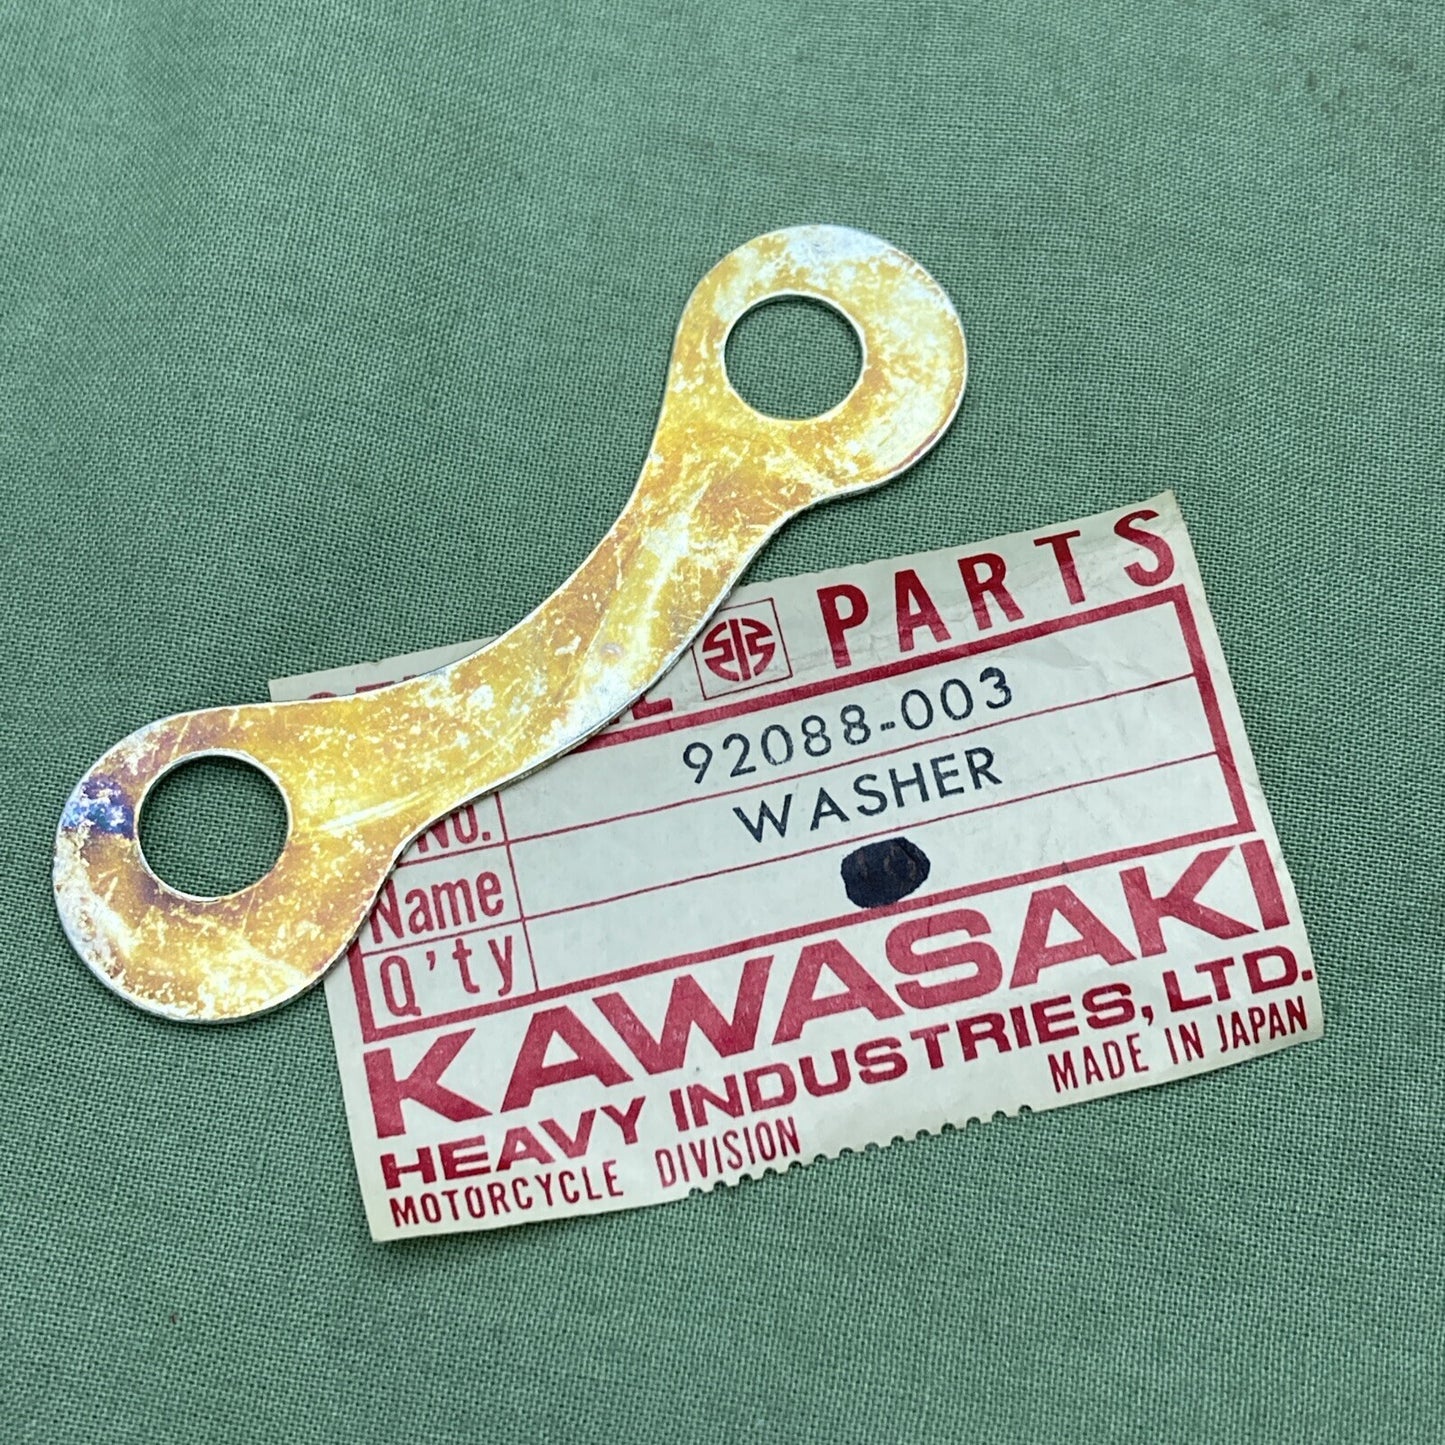 PARTS
92088-003
No.
WASHER
Name
Q'ty
KAWASAKI
HEAVY INDUSTRIES, LTD.
MOTORCYCLE DIVISION
MADE IN JAPAN